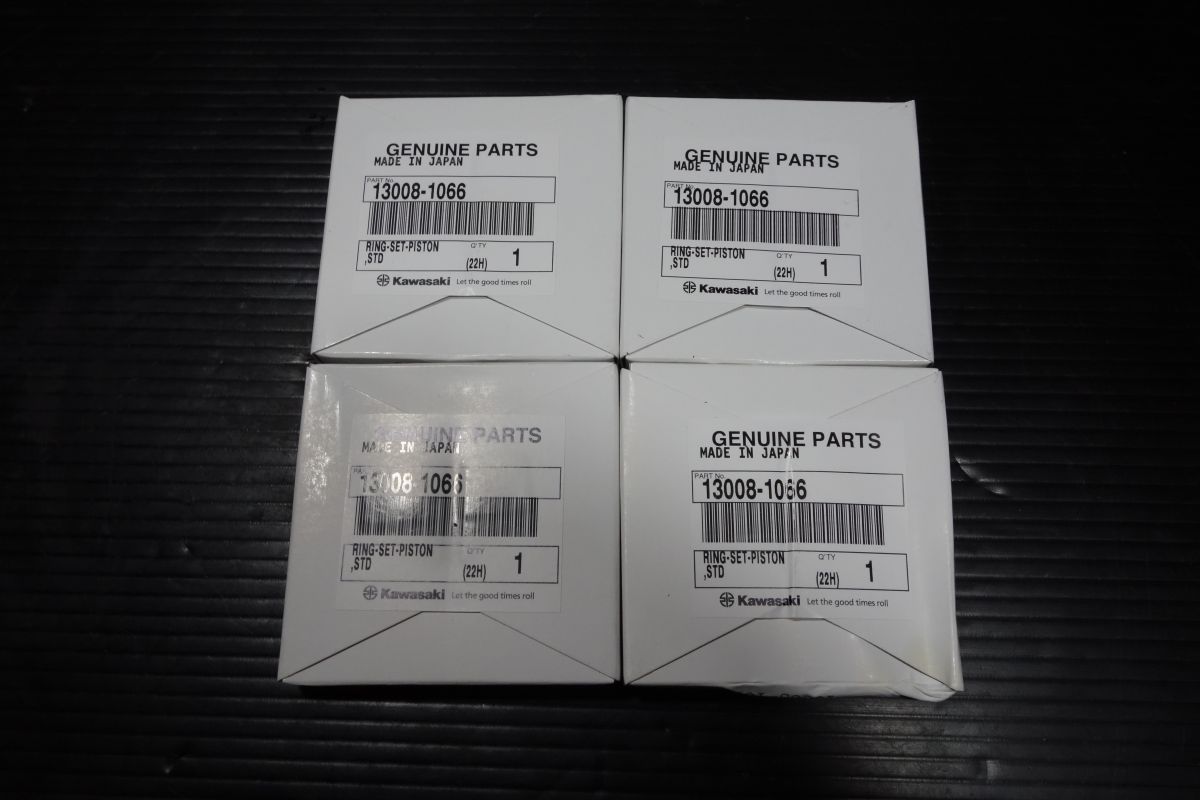 GENUINE PARTS
MADE IN JAPAN
PART No.
13008-1066
RING-SET-PISTON
,STD
Q'TY
(22H)
1
Kawasaki Let the good times roll
GENUINE PARTS
MADE IN JAPAN
PART No.
13008-1066
RING-SET-PISTON
,STD
Q'TY
(22H)
1
Kawasaki Let the good times roll
GENUINE PARTS
MADE IN JAPAN
13008-1066
RING-SET-PISTON
,STD
Q'TY
(22H)
1
Kawasaki Let the good times roll
GENUINE PARTS
MADE IN JAPAN
PART No.
13008-1066
RING-SET-PISTON
,STD
Q'TY
(22H)
1
Kawasaki Let the good times roll